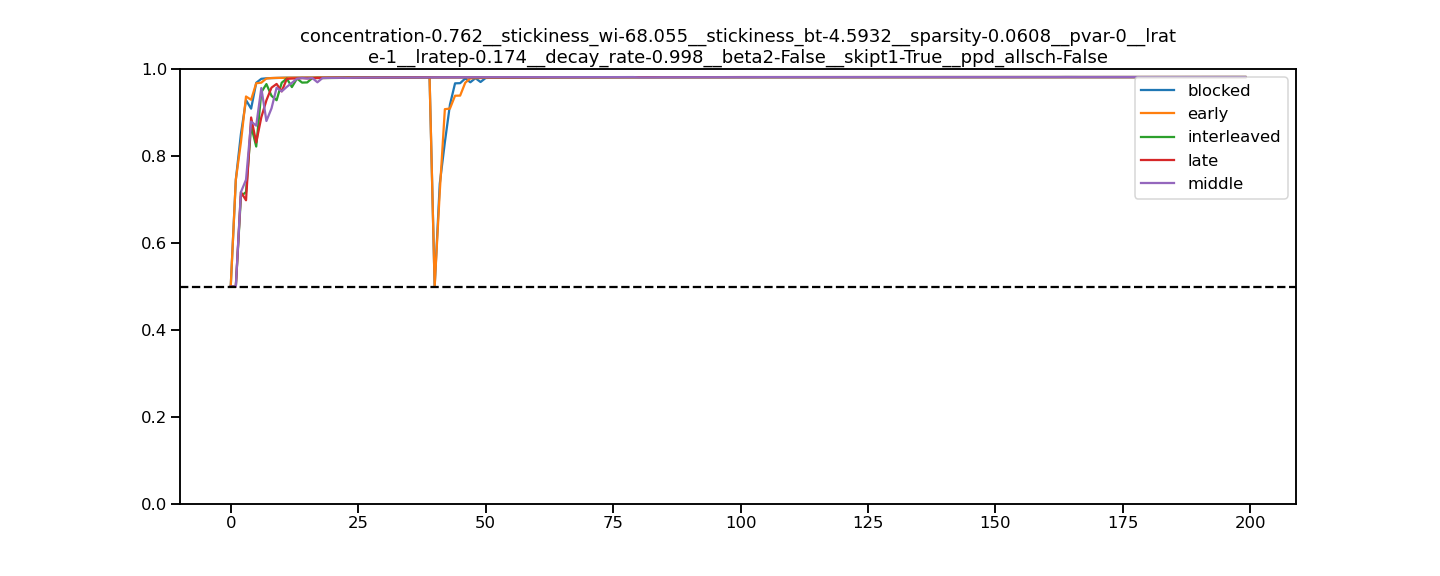 concentration-0.762__stickiness_wi-68.055__stickiness_bt-4.5932__sparsity-0.0608__pvar-0__lrat
e-1__lratep-0.174__decay_rate-0.998__beta2-False__skipt1-True__ppd_allsch-False
1.0
0.8
0.6
0.4
0.2
0.0
blocked
early
interleaved
late
middle
0 25 50 75 100 125 150 175 200